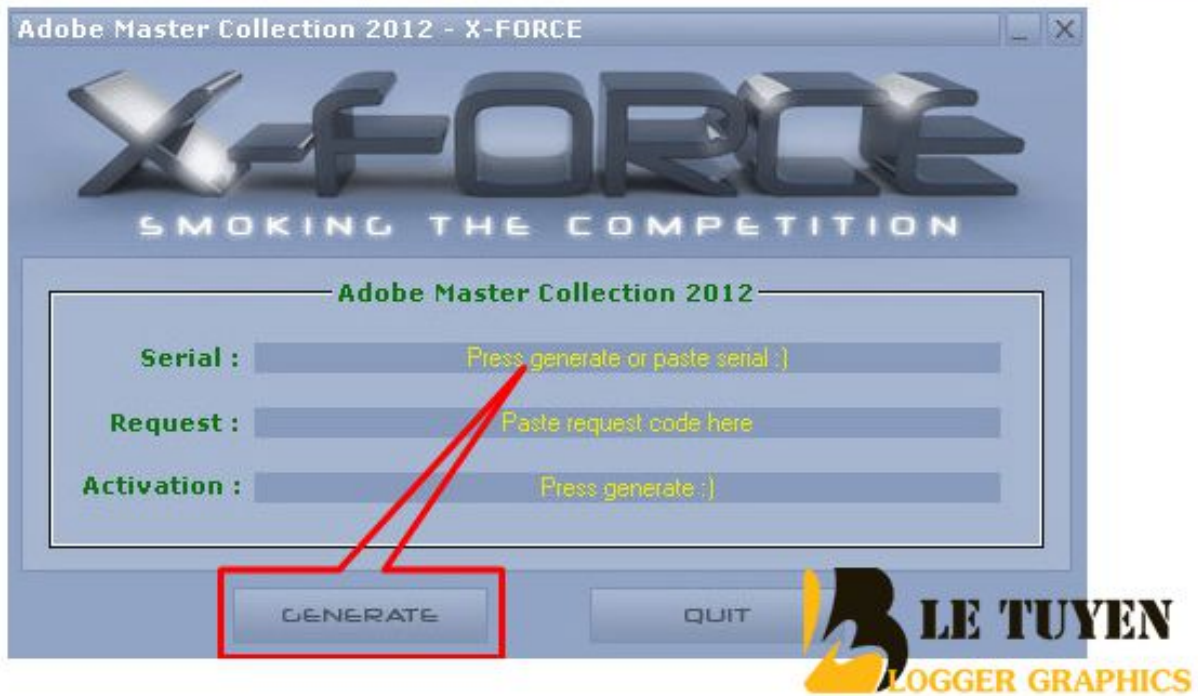 Adobe Master Collection 2012 - X-FORCE
X-FORCE
SMOKING THE COMPETITION
Adobe Master Collection 2012
Serial : Press generate or paste serial :)
Request : Paste request code here
Activation : Press generate :)
GENERATE QUIT
LE TUYEN
LOGGER GRAPHICS